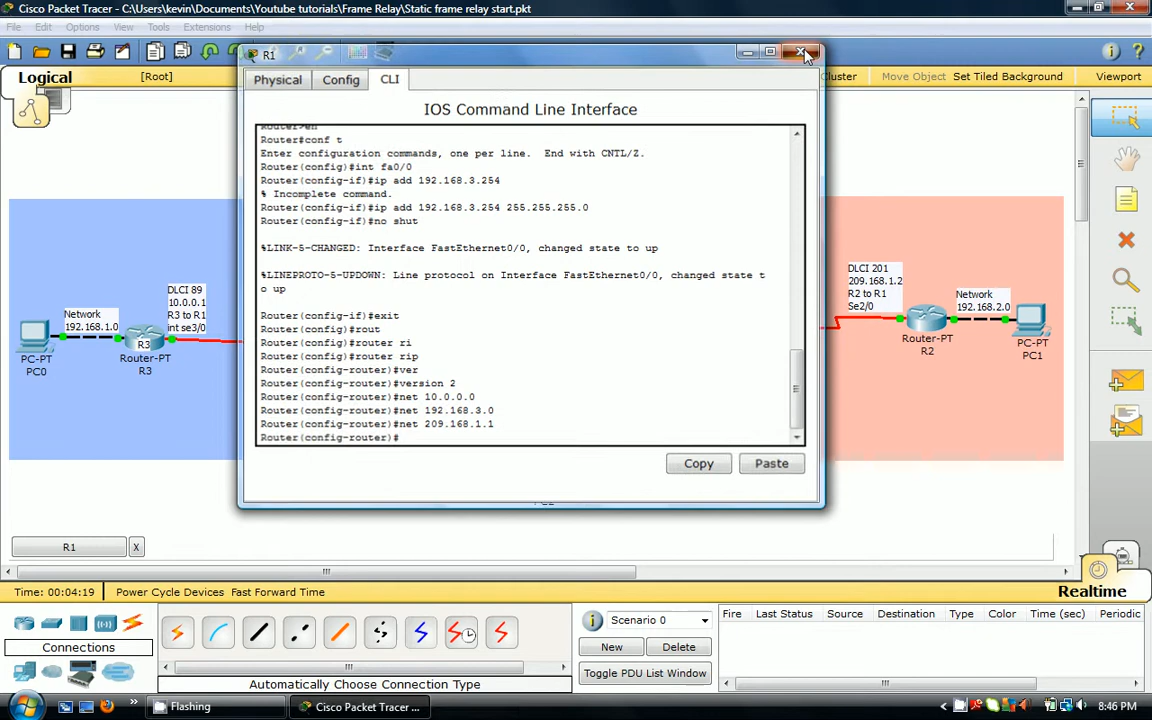 Cisco Packet Tracer - C:\Users\kevin\Documents\Youtube tutorials\Frame Relay\Static frame relay start.pkt
File Edit Options View Tools Extensions Help
Logical [Root] Cluster Move Object Set Tiled Background Viewport
R1
Physical Config CLI
IOS Command Line Interface
Router>en
Router#conf t
Enter configuration commands, one per line. End with CNTL/Z.
Router(config)#int fa0/0
Router(config-if)#ip add 192.168.3.254
% Incomplete command.
Router(config-if)#ip add 192.168.3.254 255.255.255.0
Router(config-if)#no shut
%LINK-5-CHANGED: Interface FastEthernet0/0, changed state to up
%LINEPROTO-5-UPDOWN: Line protocol on Interface FastEthernet0/0, changed state t
o up
Router(config-if)#exit
Router(config)#rout
Router(config)#router ri
Router(config)#router rip
Router(config-router)#ver
Router(config-router)#version 2
Router(config-router)#net 10.0.0.0
Router(config-router)#net 192.168.3.0
Router(config-router)#net 209.168.1.1
Router(config-router)#
Copy Paste
Network
192.168.1.0
PC-PT
PC0
DLCI 89
10.0.0.1
R3 to R1
int se3/0
R3
Router-PT
R3
DLCI 201
209.168.1.2
R2 to R1
Se2/0
Router-PT
R2
Network
192.168.2.0
PC-PT
PC1
R1 X
Time: 00:04:19 Power Cycle Devices Fast Forward Time Realtime
Connections
Automatically Choose Connection Type
Scenario 0
New Delete
Toggle PDU List Window
Fire Last Status Source Destination Type Color Time (sec) Periodic
Flashing Cisco Packet Tracer ... 8:46 PM